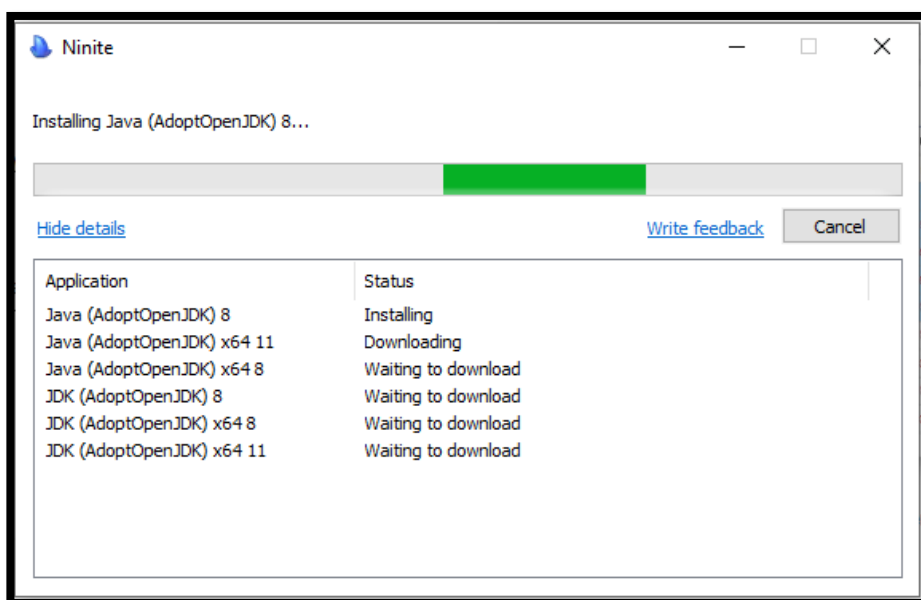 Ninite
Installing Java (AdoptOpenJDK) 8...
Hide details Write feedback Cancel
Application Status
Java (AdoptOpenJDK) 8 Installing
Java (AdoptOpenJDK) x64 11 Downloading
Java (AdoptOpenJDK) x64 8 Waiting to download
JDK (AdoptOpenJDK) 8 Waiting to download
JDK (AdoptOpenJDK) x64 8 Waiting to download
JDK (AdoptOpenJDK) x64 11 Waiting to download